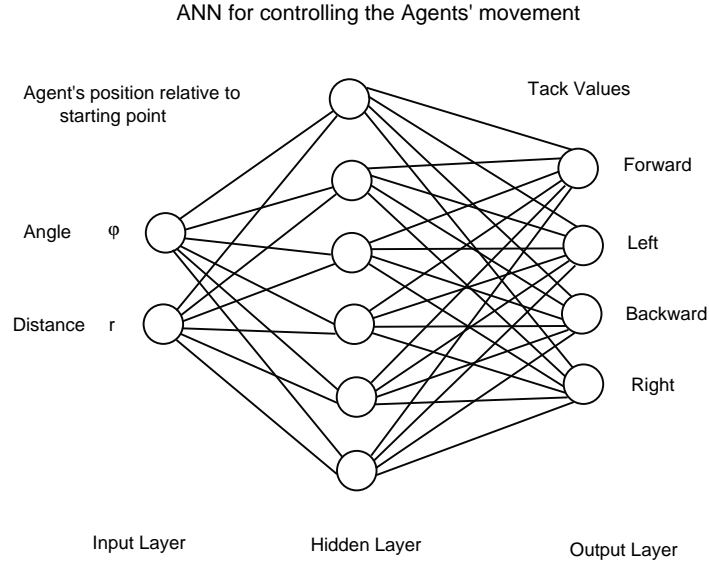 ANN for controlling the Agents' movement
Agent's position relative to
starting point
Tack Values
Forward
Angle φ
Left
Distance r
Backward
Right
Input Layer
Hidden Layer
Output Layer